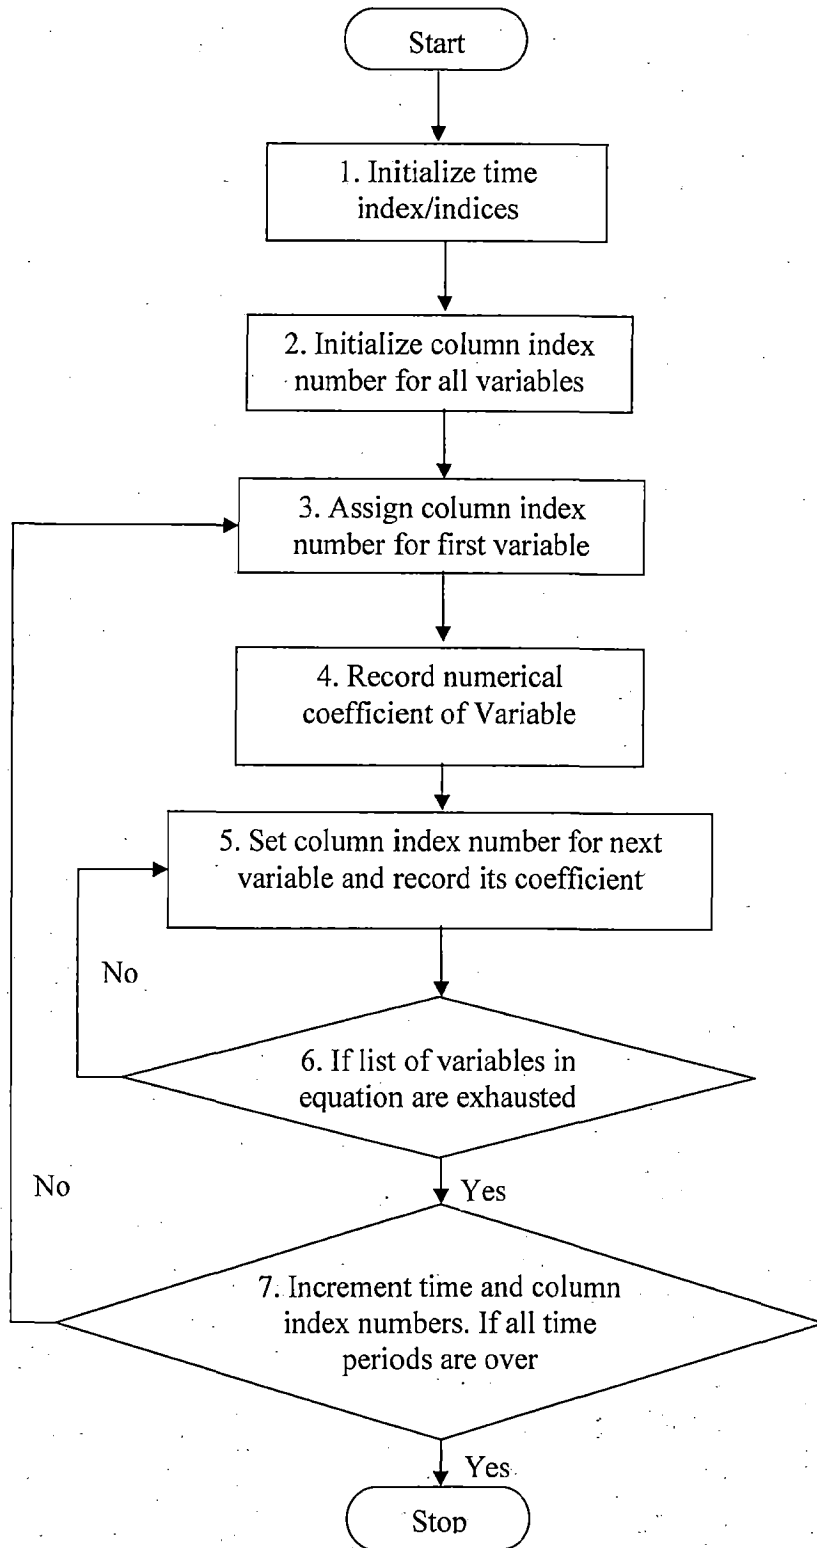 Start
1. Initialize time
index/indices
2. Initialize column index
number for all variables
3. Assign column index
number for first variable
4. Record numerical
coefficient of Variable
5. Set column index number for next
variable and record its coefficient
No
6. If list of variables in
equation are exhausted
No
Yes
7. Increment time and column
index numbers. If all time
periods are over
Yes
Stop